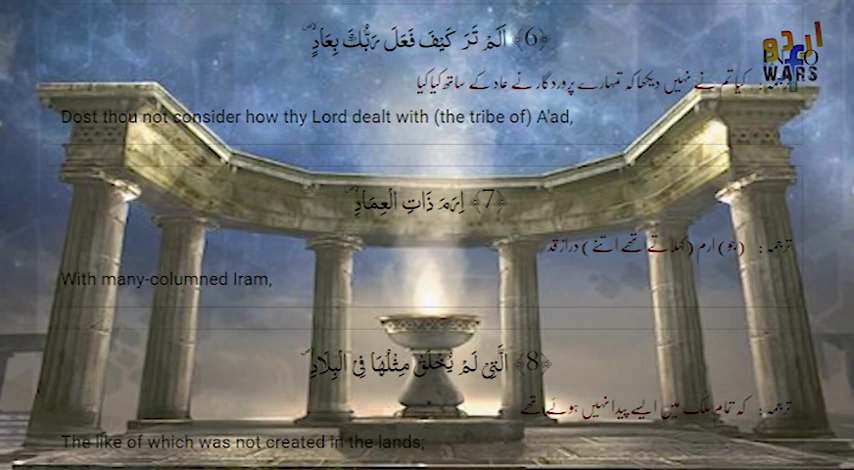 اَلَمْ تَرَ كَيْفَ فَعَلَ رَبُّكَ بِعَادٍ ۙ ﴿6﴾
اردو
INFO
WARS
ترجمہ : کیا تم نے نہیں دیکھا کہ تمہارے پروردگار نے عاد کے ساتھ کیا کیا
Dost thou not consider how thy Lord dealt with (the tribe of) A'ad,
اِرَمَ ذَاتِ الْعِمَادِ ۙ ﴿7﴾
ترجمہ : (جو) ارم (کہلاتے تھے اتنے) دراز قد
With many-columned Iram,
الَّتِىْ لَمْ يُخْلَقْ مِثْلُهَا فِى الْبِلَادِ ۙ ﴿8﴾
ترجمہ : کہ تمام ملک میں ایسے پیدا نہیں ہوئے تھے
The like of which was not created in the lands;